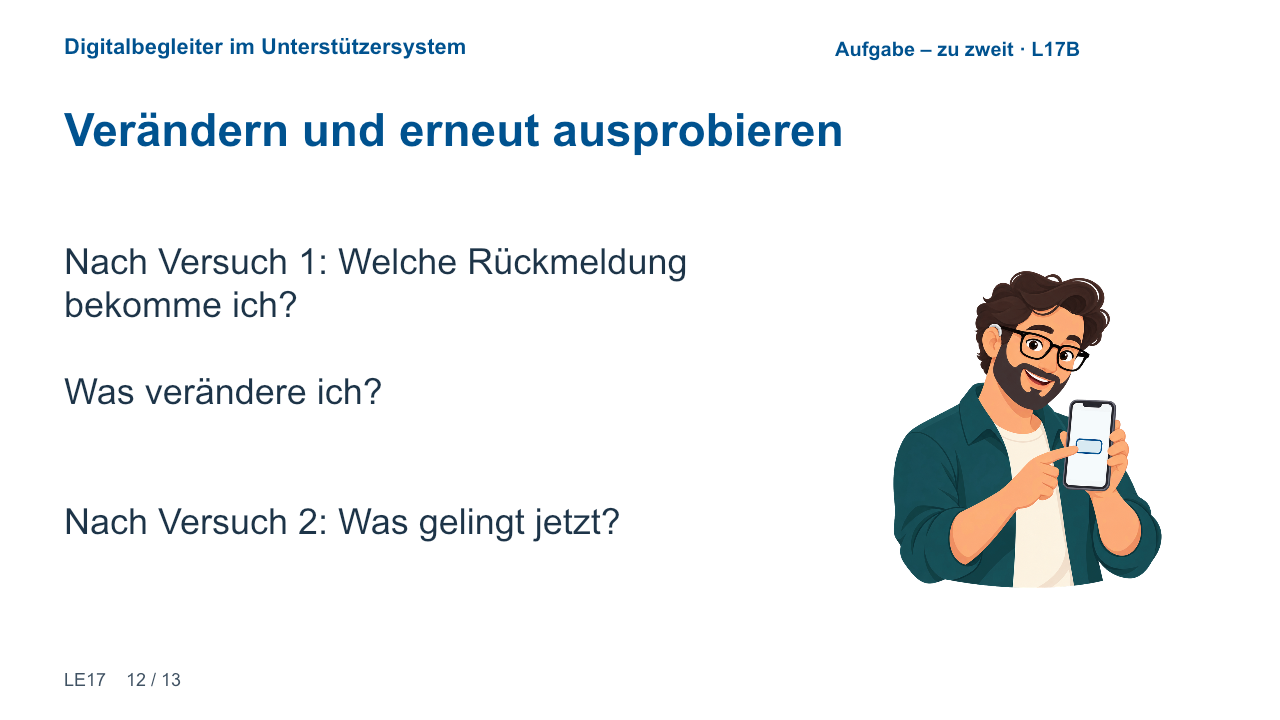 Digitalbegleiter im Unterstützersystem
Aufgabe – zu zweit · L17B
Verändern und erneut ausprobieren
Nach Versuch 1: Welche Rückmeldung
bekomme ich?
Was verändere ich?
Nach Versuch 2: Was gelingt jetzt?
LE17 12 / 13